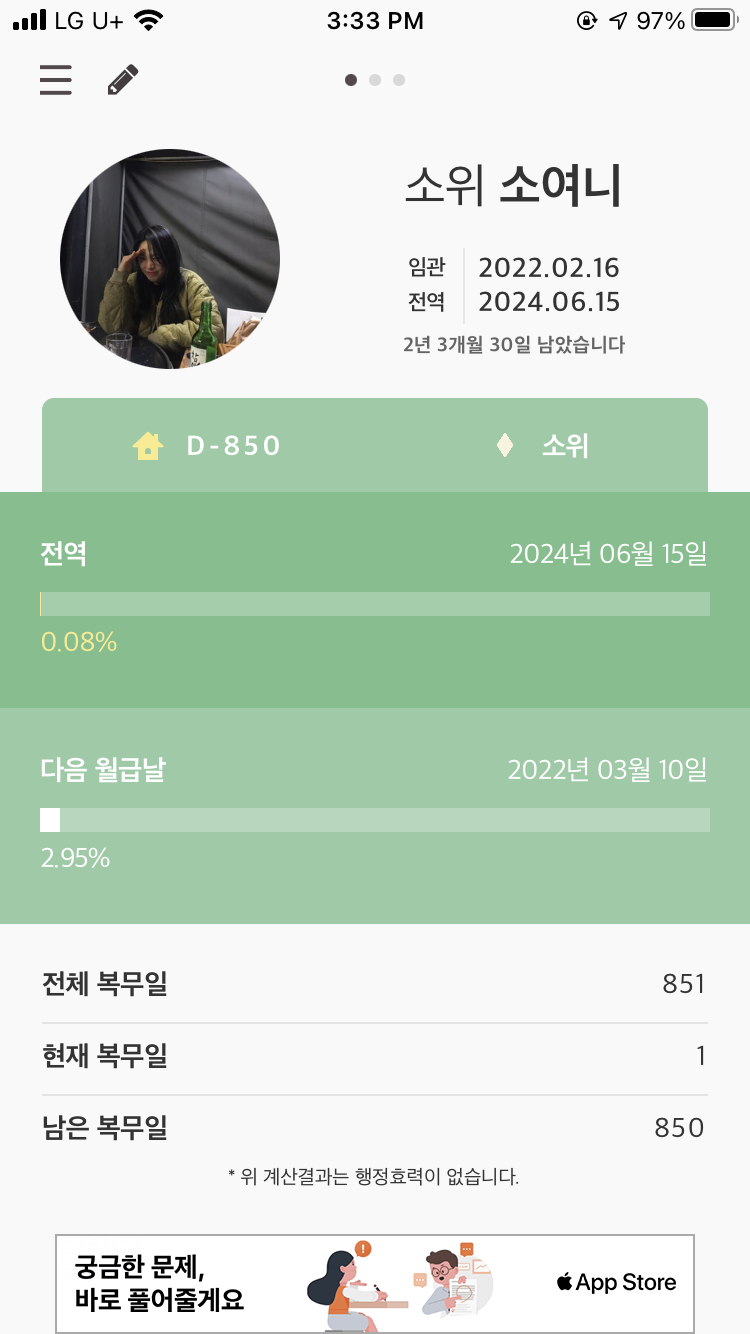 LG U+ 3:33 PM 97%
소위 소여니
임관 2022.02.16
전역 2024.06.15
2년 3개월 30일 남았습니다
D-850 소위
전역 2024년 06월 15일
0.08%
다음 월급날 2022년 03월 10일
2.95%
전체 복무일 851
현재 복무일 1
남은 복무일 850
* 위 계산결과는 행정효력이 없습니다.
궁금한 문제,
바로 풀어줄게요
App Store